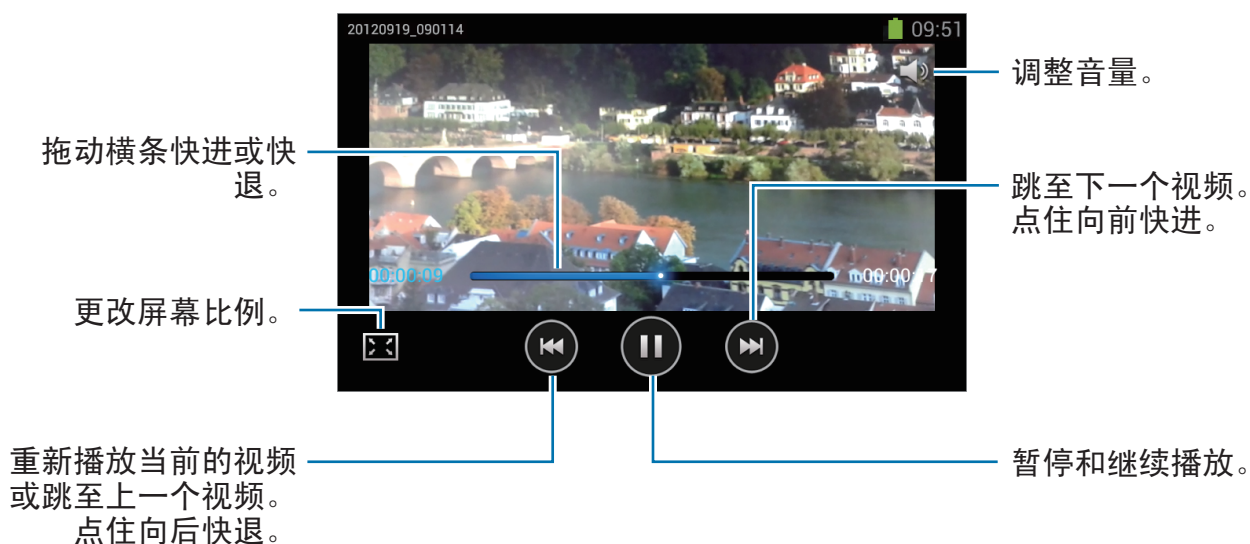 20120919_090114
09:51
调整音量。
拖动横条快进或快
退。
跳至下一个视频。
点住向前快进。
00:00:09
更改屏幕比例。
重新播放当前的视频
或跳至上一个视频。
点住向后快退。
暂停和继续播放。